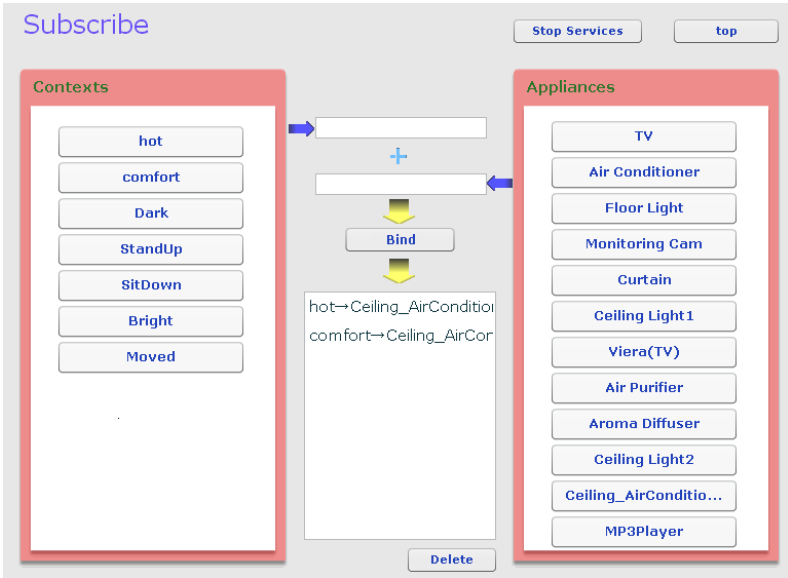 Subscribe
Stop Services
top
Contexts
hot
comfort
Dark
StandUp
SitDown
Bright
Moved
+
Bind
hot→Ceiling_AirConditio
comfort→Ceiling_AirCor
Delete
Appliances
TV
Air Conditioner
Floor Light
Monitoring Cam
Curtain
Ceiling Light1
Viera(TV)
Air Purifier
Aroma Diffuser
Ceiling Light2
Ceiling_AirConditio...
MP3Player